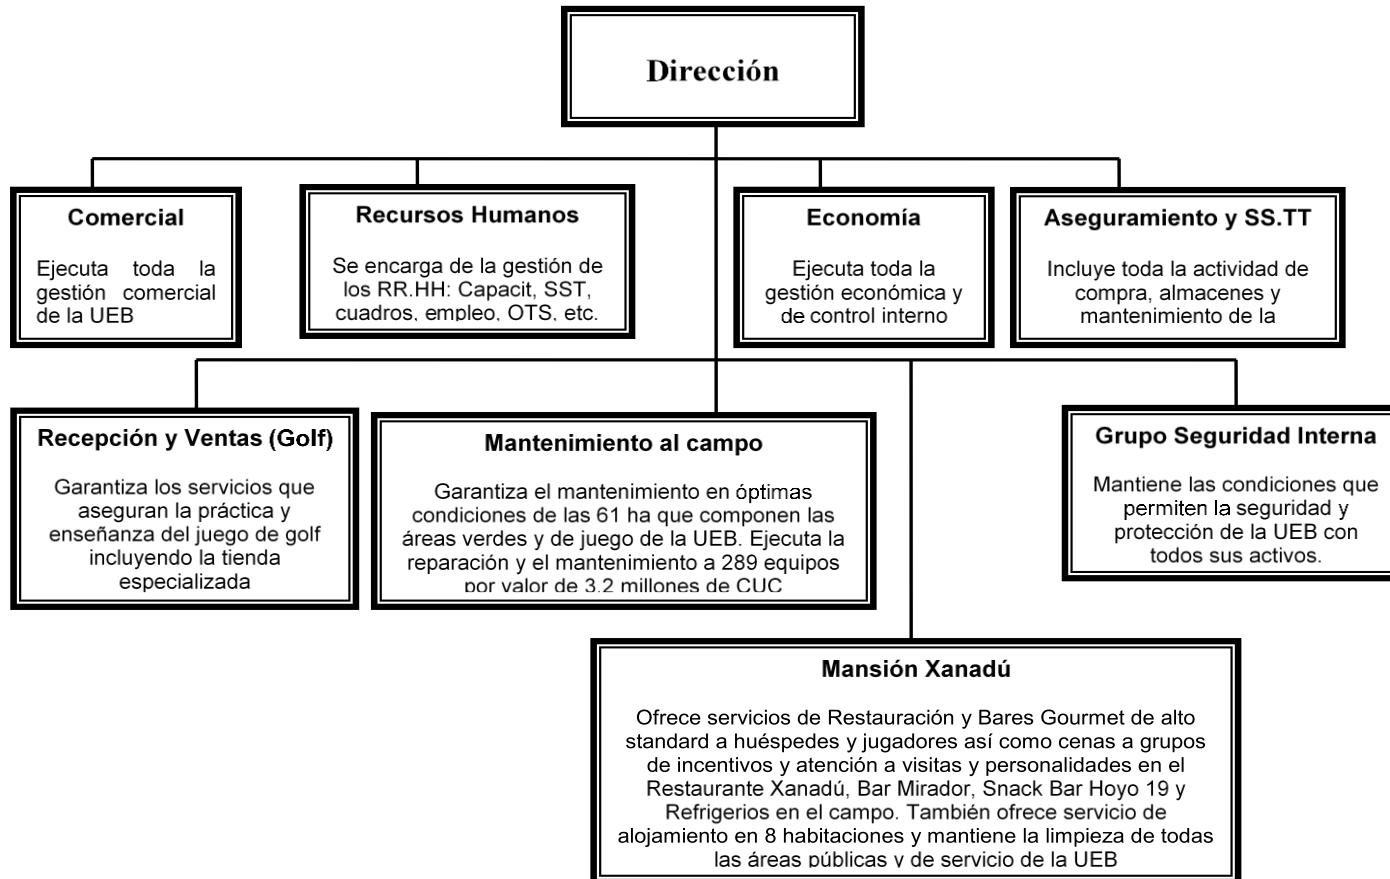 Dirección
Comercial
Ejecuta toda la
gestión comercial
de la UEB
Recursos Humanos
Se encarga de la gestión de
los RR.HH: Capacit, SST,
cuadros, empleo, OTS, etc.
Economía
Ejecuta toda la
gestión económica y
de control interno
Aseguramiento y SS.TT
Incluye toda la actividad de
compra, almacenes y
mantenimiento de la
Recepción y Ventas (Golf)
Garantiza los servicios que
aseguran la práctica y
enseñanza del juego de golf
incluyendo la tienda
especializada
Mantenimiento al campo
Garantiza el mantenimiento en óptimas
condiciones de las 61 ha que componen las
áreas verdes y de juego de la UEB. Ejecuta la
reparación y el mantenimiento a 289 equipos
por valor de 3.2 millones de CUC
Grupo Seguridad Interna
Mantiene las condiciones que
permiten la seguridad y
protección de la UEB con
todos sus activos.
Mansión Xanadú
Ofrece servicios de Restauración y Bares Gourmet de alto
standard a huéspedes y jugadores así como cenas a grupos
de incentivos y atención a visitas y personalidades en el
Restaurante Xanadú, Bar Mirador, Snack Bar Hoyo 19 y
Refrigerios en el campo. También ofrece servicio de
alojamiento en 8 habitaciones y mantiene la limpieza de todas
las áreas públicas y de servicio de la UEB